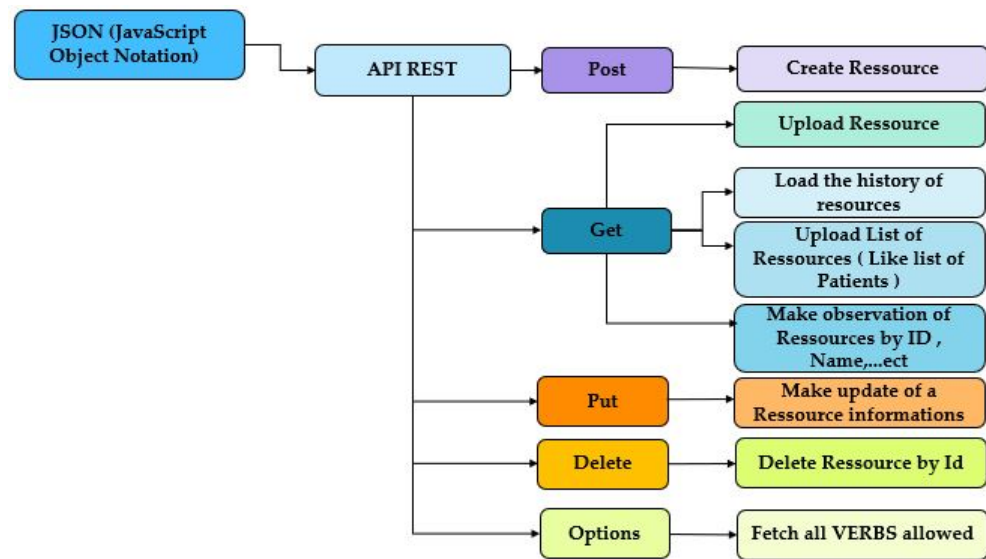 JSON (JavaScript
Object Notation)
API REST
Post
Create Ressource
Upload Ressource
Load the history of
resources
Get
Upload List of
Ressources ( Like list of
Patients )
Make observation of
Ressources by ID ,
Name,...ect
Put
Make update of a
Ressource informations
Delete
Delete Ressource by Id
Options
Fetch all VERBS allowed